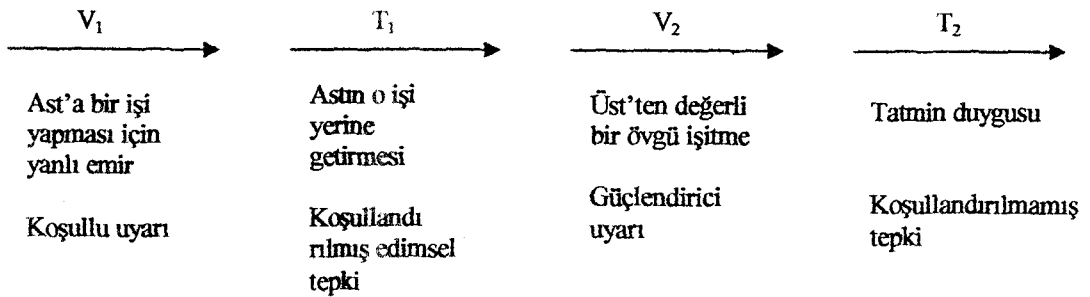 V₁
T₁
V₂
T₂
Ast'a bir işi
yapması için
yanlı emir
Astın o işi
yerine
getirmesi
Üst'ten değerli
bir övgü işitme
Tatmin duygusu
Koşullu uyarı
Koşullandı
rılmış edimsel
tepki
Güçlendirici
uyarı
Koşullandırılmamış
tepki